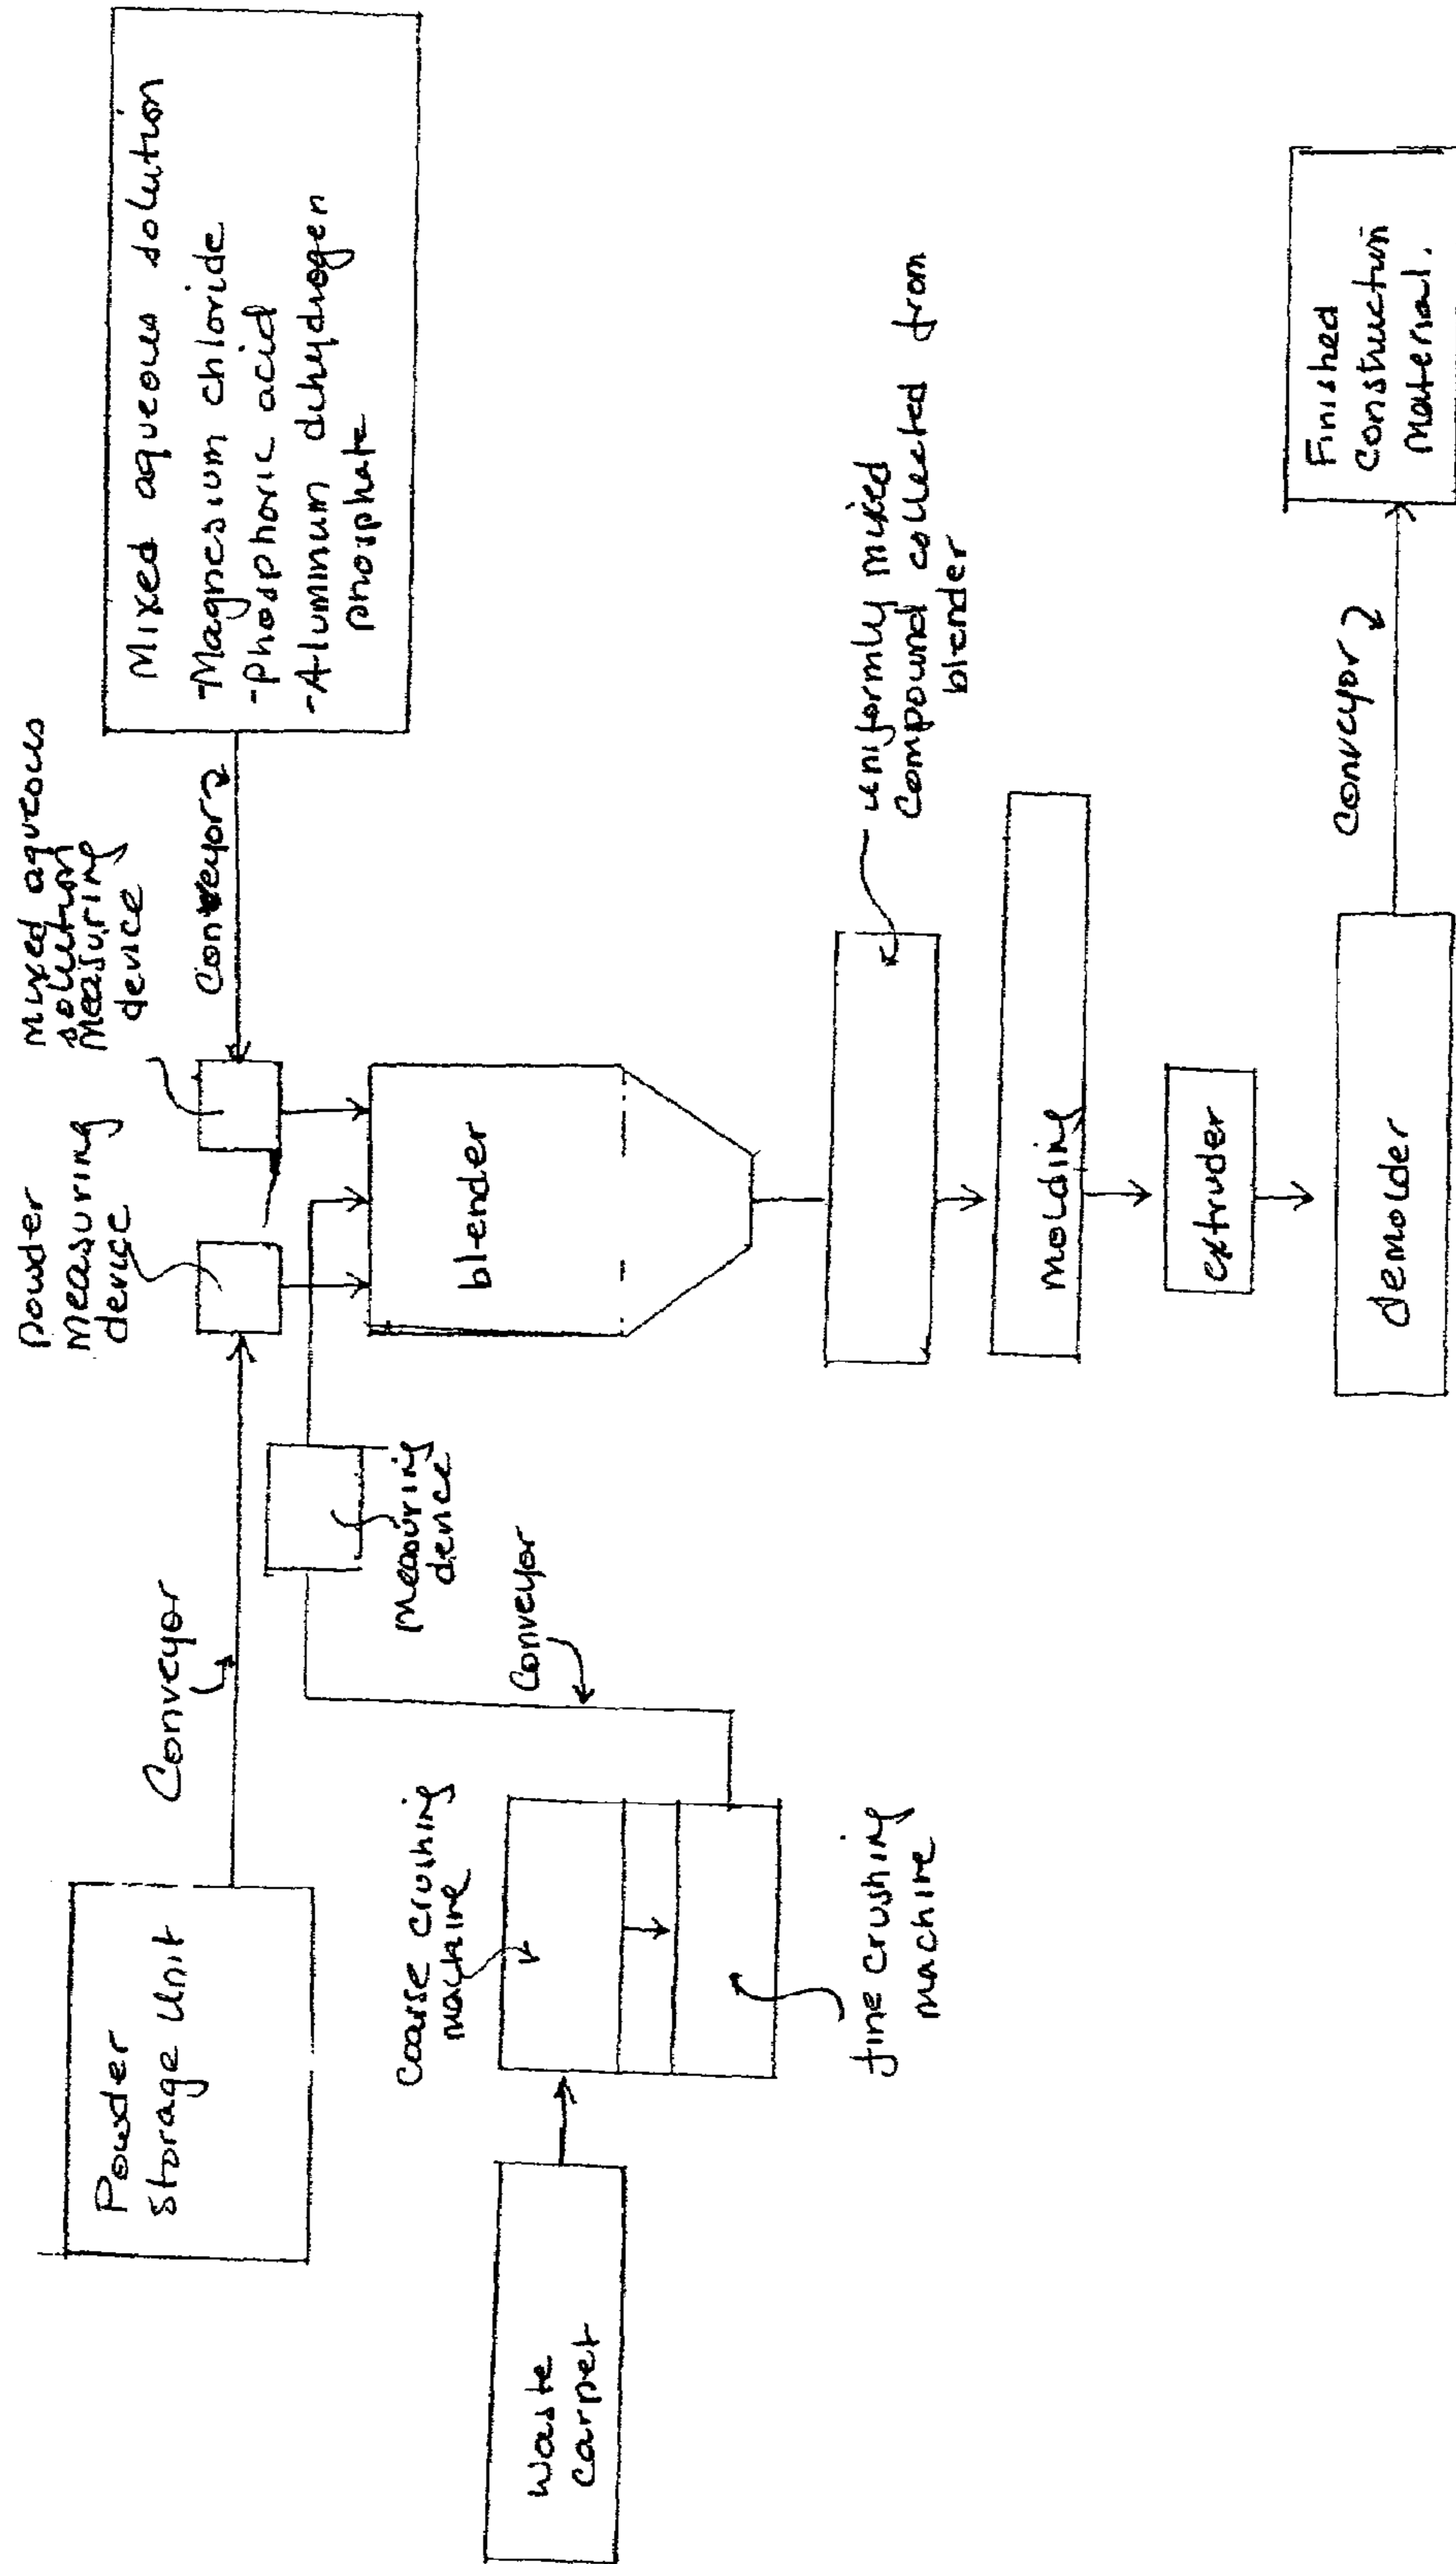 Powder
Storage Unit
Conveyor
powder
measuring
device
mixed aqueous
solution
measuring
device
Conveyor
Mixed aqueous solution
-Magnesium chloride
-phosphoric acid
-Aluminum dihydrogen
phosphate
Waste
carpet
coarse crushing
machine
fine crushing
machine
Conveyor
measuring
device
blender
uniformly mixed
compound collected from
blender
molding
extruder
demolder
conveyor
Finished
construction
material.